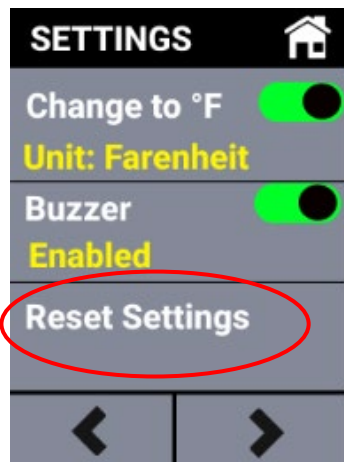 SETTINGS
Change to °F
Unit: Farenheit
Buzzer
Enabled
Reset Settings